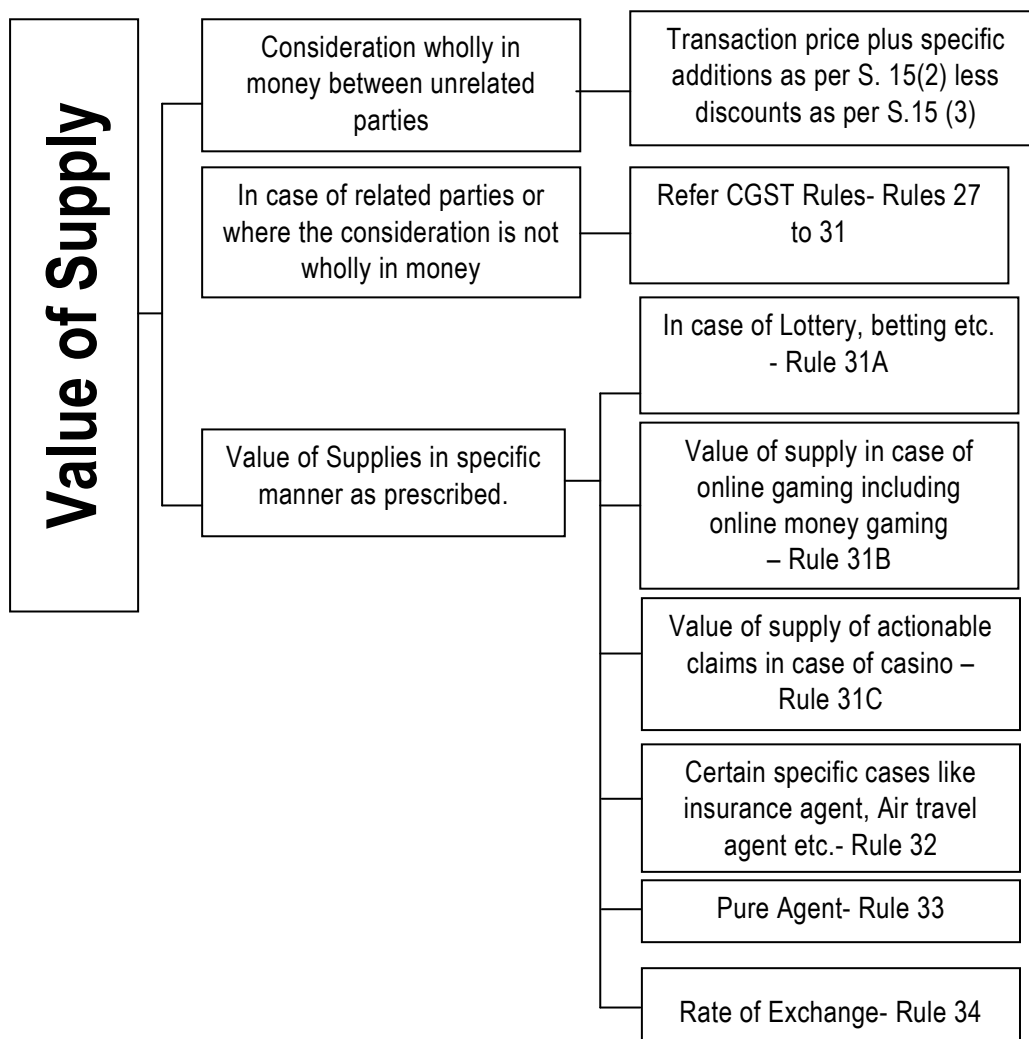 Value of Supply
Consideration wholly in
money between unrelated
parties
Transaction price plus specific
additions as per S. 15(2) less
discounts as per S.15 (3)
In case of related parties or
where the consideration is not
wholly in money
Refer CGST Rules- Rules 27
to 31
Value of Supplies in specific
manner as prescribed.
In case of Lottery, betting etc.
- Rule 31A
Value of supply in case of
online gaming including
online money gaming
– Rule 31B
Value of supply of actionable
claims in case of casino –
Rule 31C
Certain specific cases like
insurance agent, Air travel
agent etc.- Rule 32
Pure Agent- Rule 33
Rate of Exchange- Rule 34